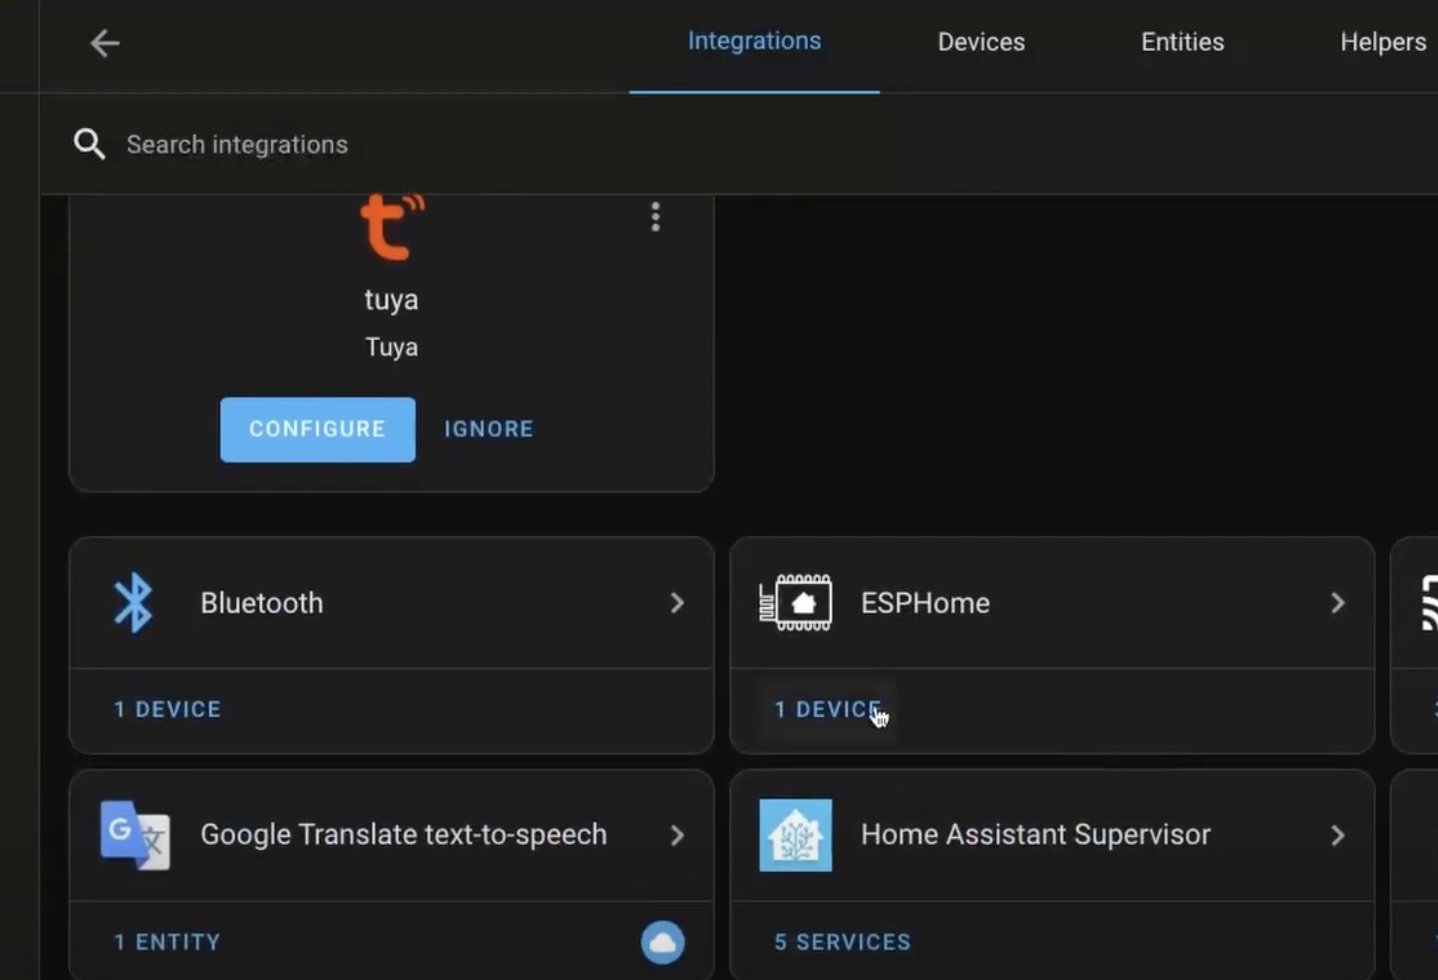 Integrations
Devices
Entities
Helpers
Search integrations
tuya
Tuya
CONFIGURE
IGNORE
Bluetooth
ESPHome
1 DEVICE
1 DEVICE
Google Translate text-to-speech
Home Assistant Supervisor
1 ENTITY
5 SERVICES